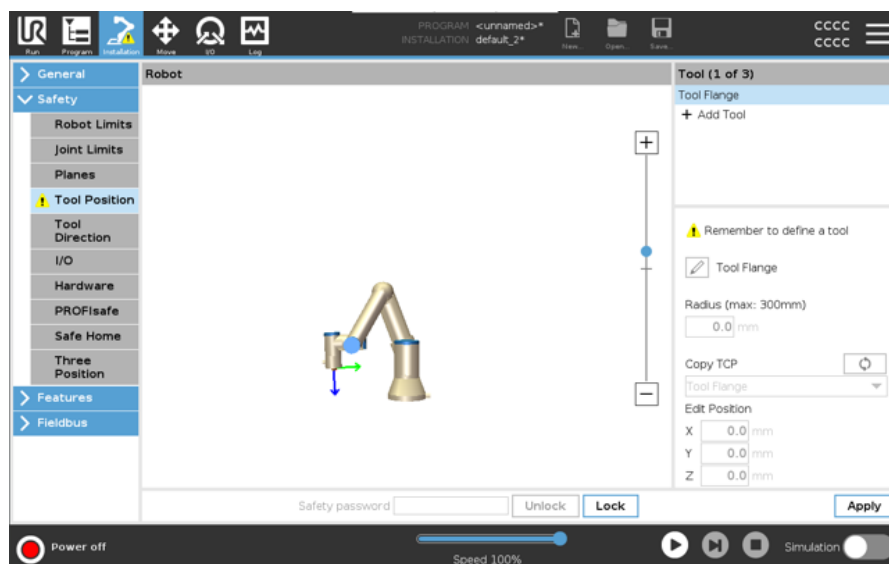 PROGRAM <unnamed>*
INSTALLATION default_2*
UR
Run
Program
Installation
Move
I/O
Log
New...
Open...
Save...
CCCC
CCCC
General
Safety
Robot Limits
Joint Limits
Planes
Tool Position
Tool
Direction
I/O
Hardware
PROFIsafe
Safe Home
Three
Position
Features
Fieldbus
Robot
Tool (1 of 3)
Tool Flange
+ Add Tool
Remember to define a tool
Tool Flange
Radius (max: 300mm)
0.0 mm
Copy TCP
Tool Flange
Edit Position
X 0.0 mm
Y 0.0 mm
Z 0.0 mm
Safety password
Unlock
Lock
Apply
Power off
Speed 100%
Simulation